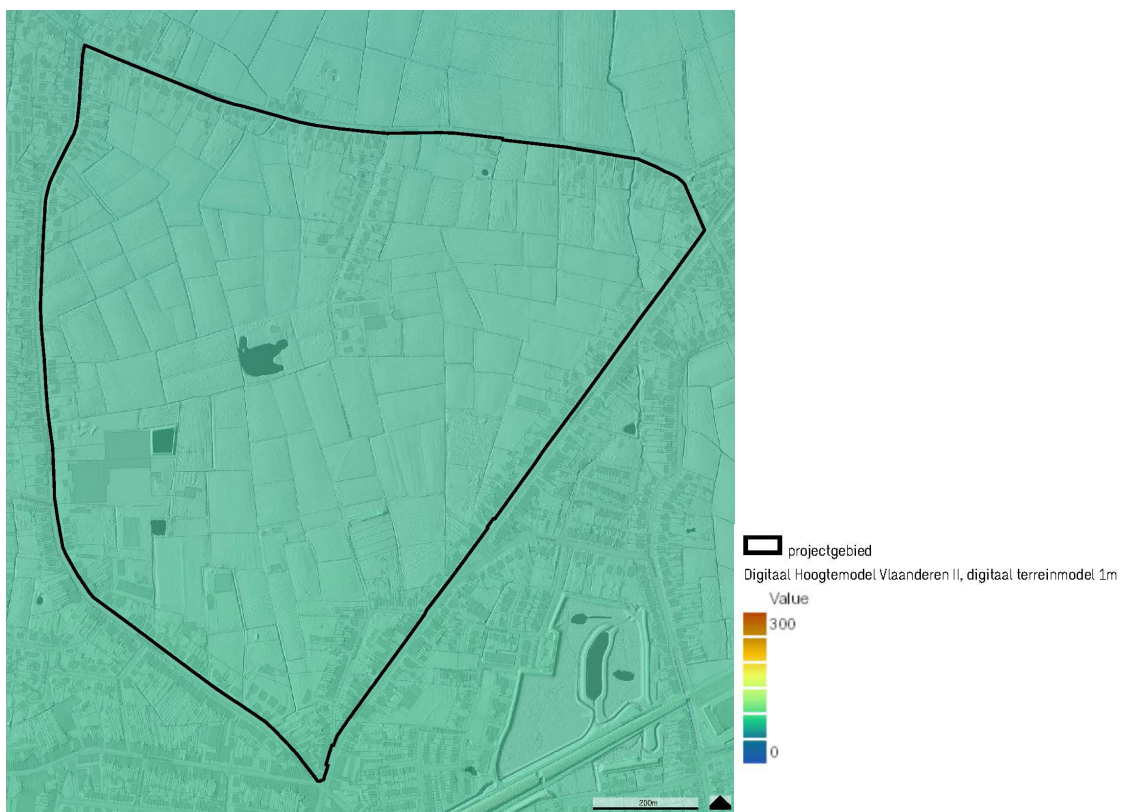 projectgebied
Digitaal Hoogtemodel Vlaanderen II, digitaal terreinmodel 1m
Value
300
0
200m